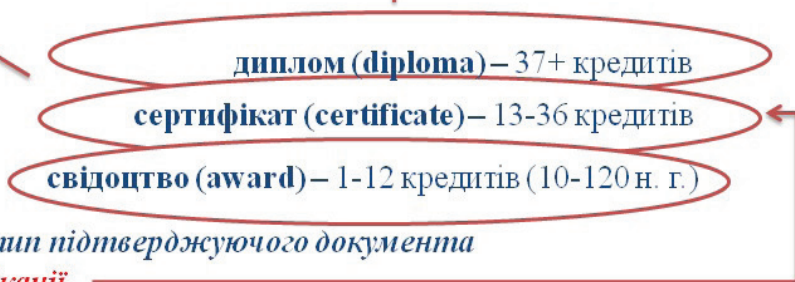 диплом (diploma) – 37+ кредитів
сертифікат (certificate) – 13-36 кредитів
свідоцтво (award) – 1-12 кредитів (10-120 н. г.)
підтверджуючого документа